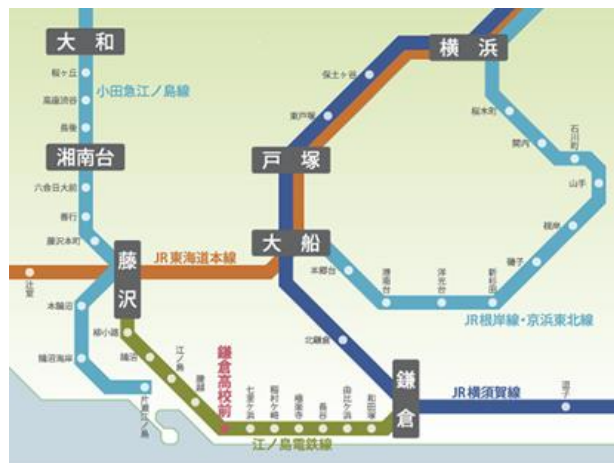 大和
横浜
桜ヶ丘
保土ヶ谷
小田急江ノ島線
高座渋谷
桜木町
東戸塚
長後
関内
石川町
湘南台
戸塚
山手
六会日大前
善行
根岸
藤沢本町
大船
藤沢
JR東海道本線
磯子
辻堂
本郷台
港南台
洋光台
新杉田
本鵠沼
JR根岸線・京浜東北線
柳小路
北鎌倉
鵠沼
鵠沼海岸
江ノ島
腰越
鎌倉高校前
七里ヶ浜
稲村ヶ崎
極楽寺
長谷
由比ヶ浜
和田塚
鎌倉
JR横須賀線
逗子
片瀬江ノ島
江ノ島電鉄線